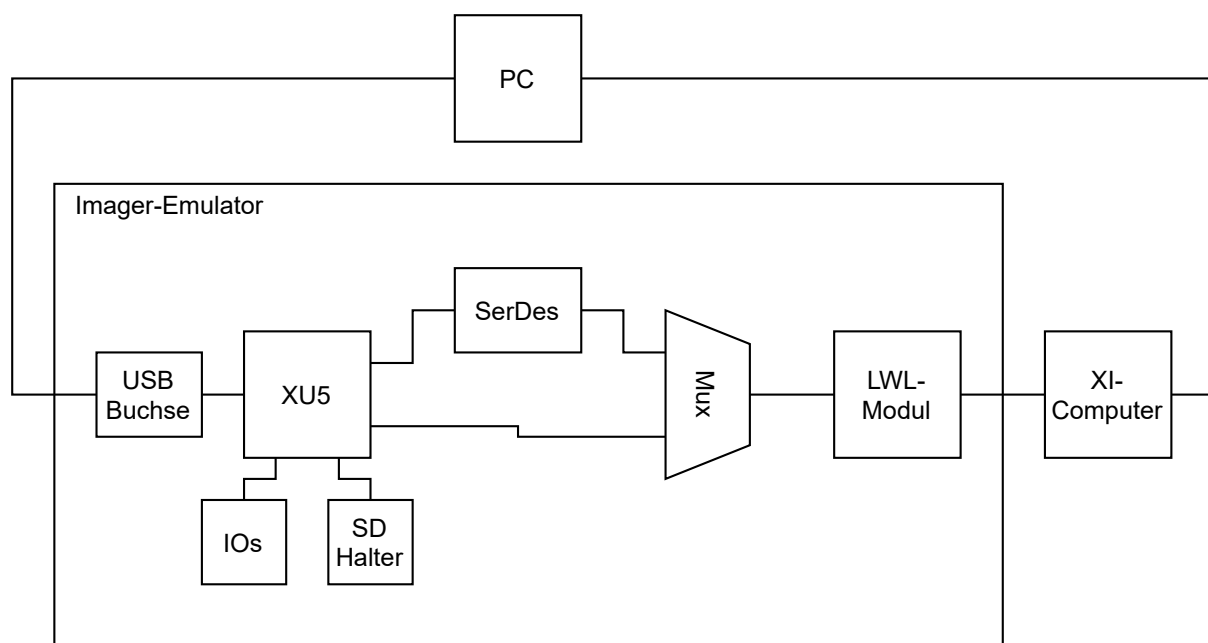 PC
Imager-Emulator
SerDes
USB
Buchse
XU5
Mux
LWL-
Modul
XI-
Computer
IOs
SD
Halter